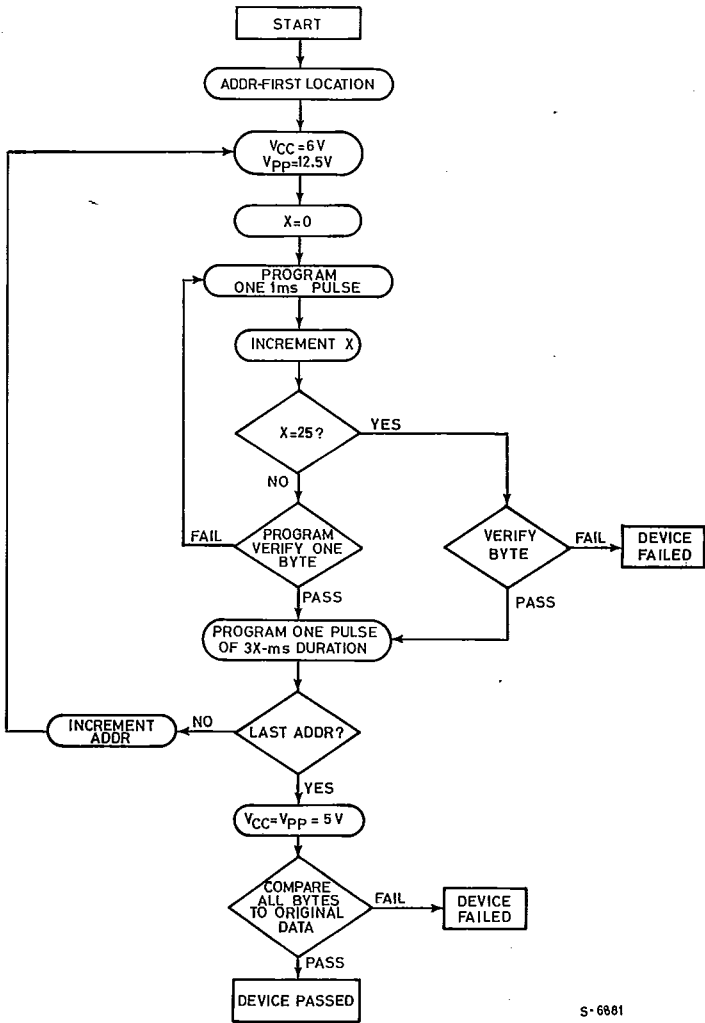 START
ADDR-FIRST LOCATION
VCC=6V
VPP=12.5V
X=0
PROGRAM
ONE 1ms PULSE
INCREMENT X
X=25?
YES
NO
FAIL
PROGRAM
VERIFY ONE
BYTE
VERIFY
BYTE
FAIL
DEVICE
FAILED
PASS
PASS
PROGRAM ONE PULSE
OF 3X-ms DURATION
INCREMENT
ADDR
NO
LAST ADDR?
YES
VCC=VPP = 5V
COMPARE
ALL BYTES
TO ORIGINAL
DATA
FAIL
DEVICE
FAILED
PASS
DEVICE PASSED
S-6881